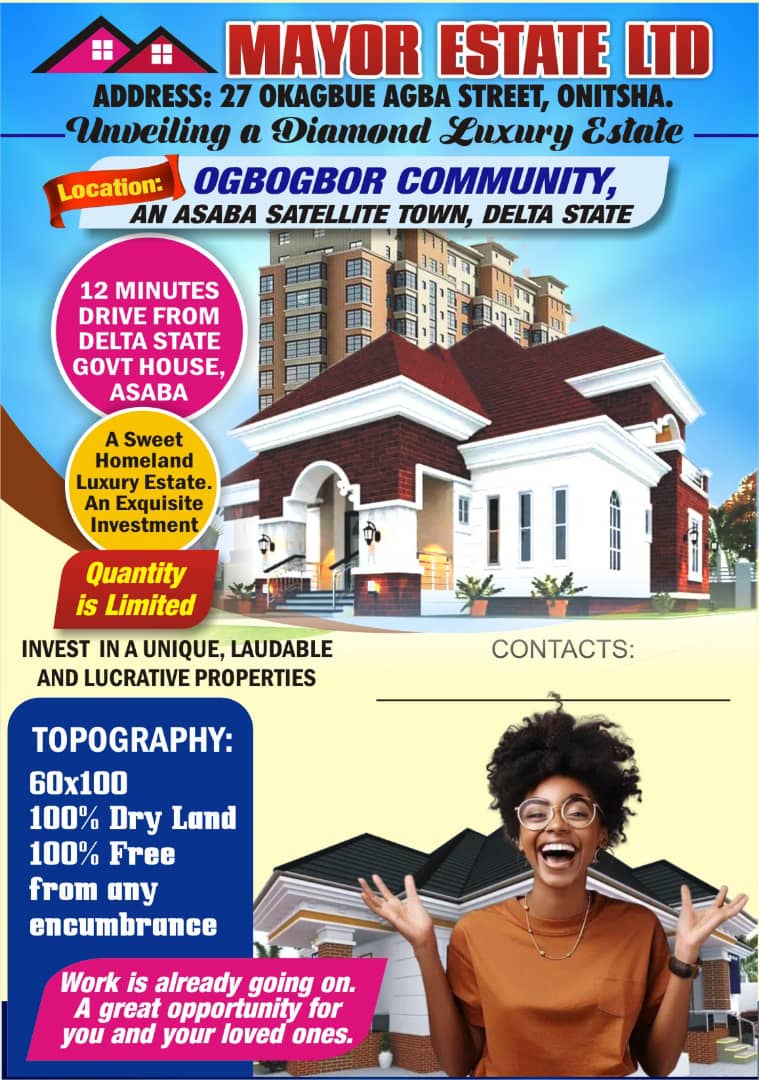 MAYOR ESTATE LTD
ADDRESS: 27 OKAGBUE AGBA STREET, ONITSHA.
Unveiling a Diamond Luxury Estate
Location: OGBOGBOR COMMUNITY,
AN ASABA SATELLITE TOWN, DELTA STATE
12 MINUTES
DRIVE FROM
DELTA STATE
GOVT HOUSE,
ASABA
A Sweet
Homeland
Luxury Estate.
An Exquisite
Investment
Quantity
is Limited
INVEST IN A UNIQUE, LAUDABLE
AND LUCRATIVE PROPERTIES
CONTACTS:
TOPOGRAPHY:
60x100
100% Dry Land
100% Free
from any
encumbrance
Work is already going on.
A great opportunity for
you and your loved ones.